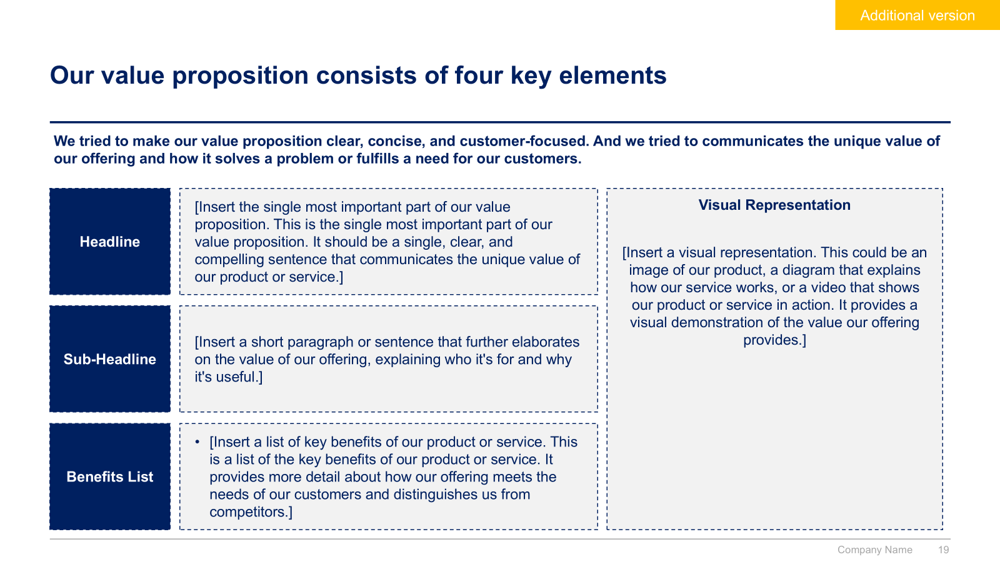 Additional version
Our value proposition consists of four key elements
We tried to make our value proposition clear, concise, and customer-focused. And we tried to communicates the unique value of
our offering and how it solves a problem or fulfills a need for our customers.
Headline
[Insert the single most important part of our value
proposition. This is the single most important part of our
value proposition. It should be a single, clear, and
compelling sentence that communicates the unique value of
our product or service.]
Sub-Headline
[Insert a short paragraph or sentence that further elaborates
on the value of our offering, explaining who it's for and why
it's useful.]
Benefits List
• [Insert a list of key benefits of our product or service. This
is a list of the key benefits of our product or service. It
provides more detail about how our offering meets the
needs of our customers and distinguishes us from
competitors.]
Visual Representation
[Insert a visual representation. This could be an
image of our product, a diagram that explains
how our service works, or a video that shows
our product or service in action. It provides a
visual demonstration of the value our offering
provides.]
Company Name 19